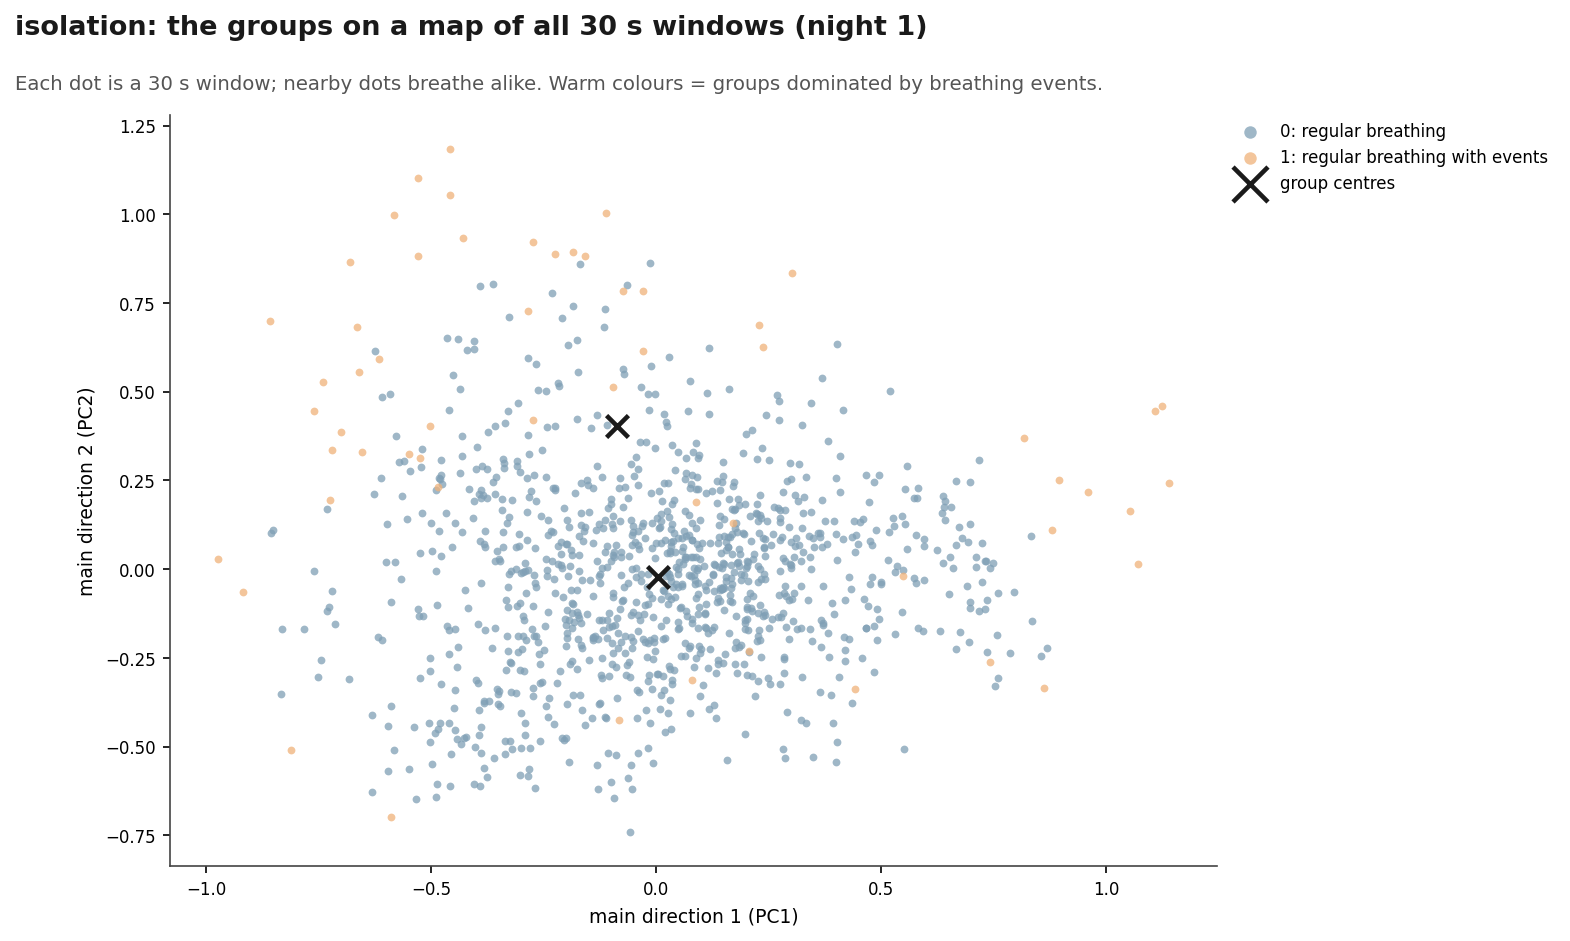 isolation: the groups on a map of all 30 s windows (night 1)
Each dot is a 30 s window; nearby dots breathe alike. Warm colours = groups dominated by breathing events.
0: regular breathing
1: regular breathing with events
group centres
main direction 2 (PC2)
1.25
1.00
0.75
0.50
0.25
0.00
−0.25
−0.50
−0.75
−1.0
−0.5
0.0
0.5
1.0
main direction 1 (PC1)